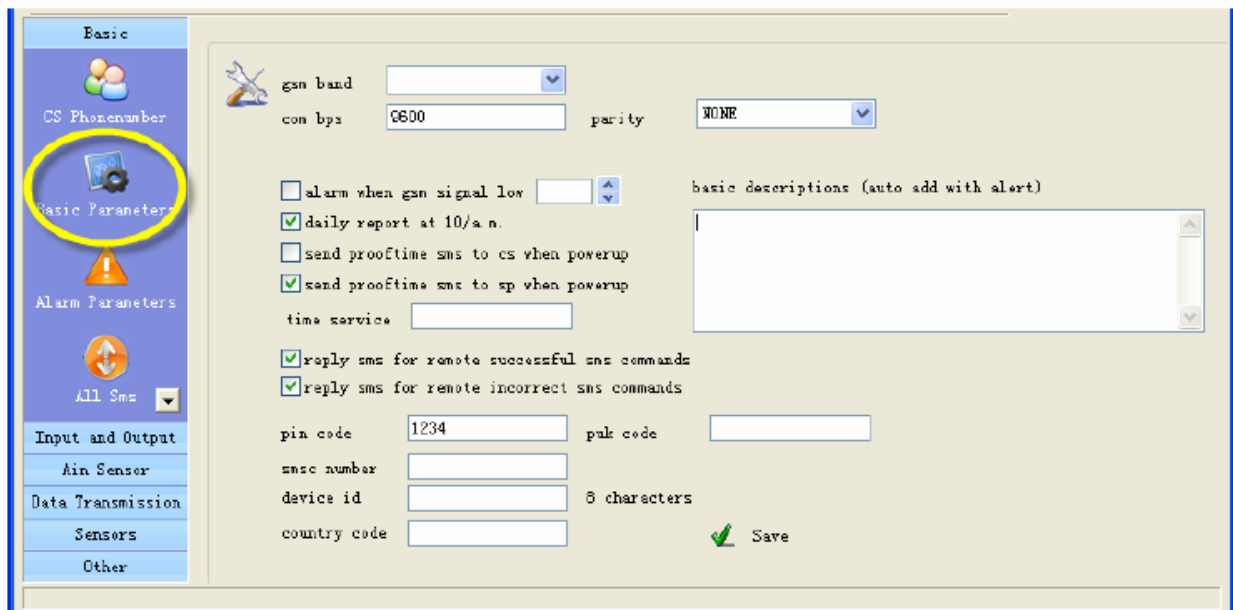 Basic
CS Phonenumber
Basic Parameters
Alarm Parameters
All Sms
Input and Output
Ain Sensor
Data Transmission
Sensors
Other
gsm band
com bps 9600 parity NONE
alarm when gsm signal low
daily report at 10/a.m.
send prooftime sms to cs when powerup
send prooftime sms to sp when powerup
time service
basic descriptions (auto add with alert)
reply sms for remote successful sms commands
reply sms for remote incorrect sms commands
pin code 1234 puk code
smsc number
device id 8 characters
country code
Save